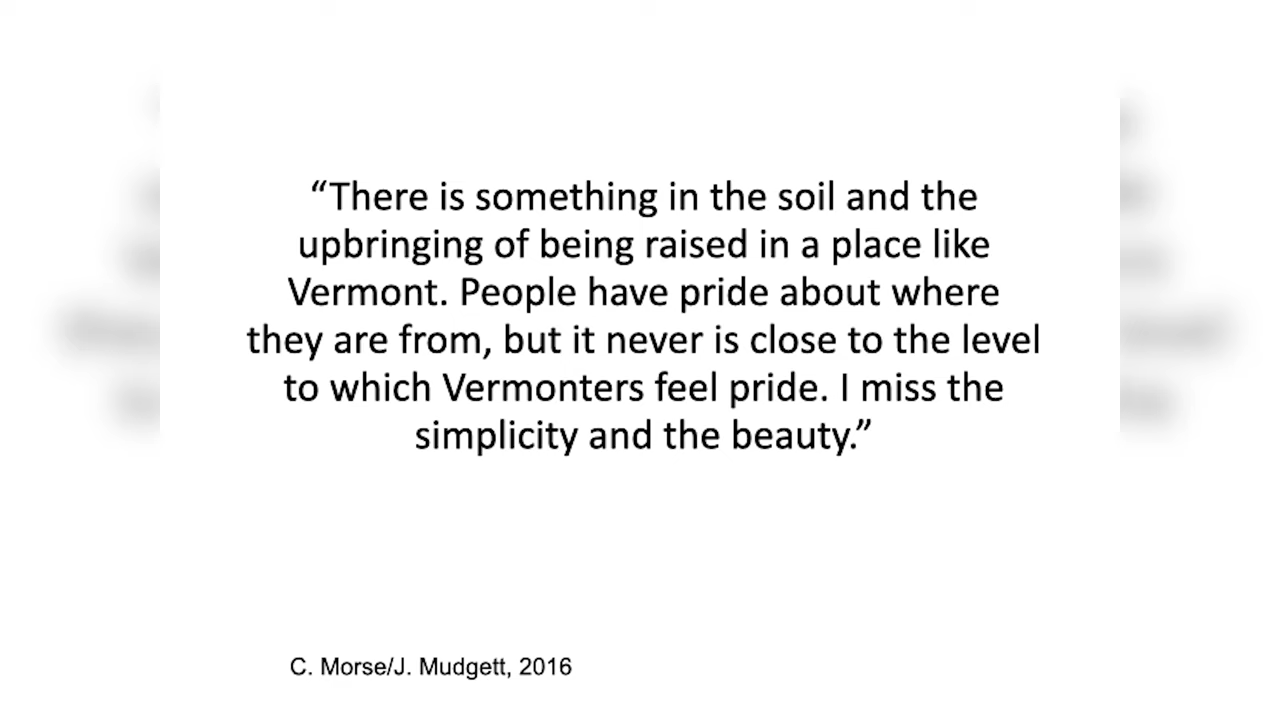 “There is something in the soil and the
upbringing of being raised in a place like
Vermont. People have pride about where
they are from, but it never is close to the level
to which Vermonters feel pride. I miss the
simplicity and the beauty.”
C. Morse/J. Mudgett, 2016